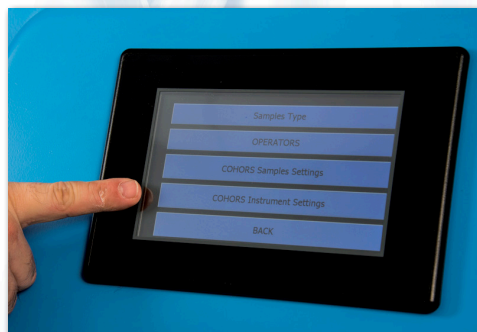 Samples Type
OPERATORS
COHORS Samples Settings
COHORS Instrument Settings
BACK